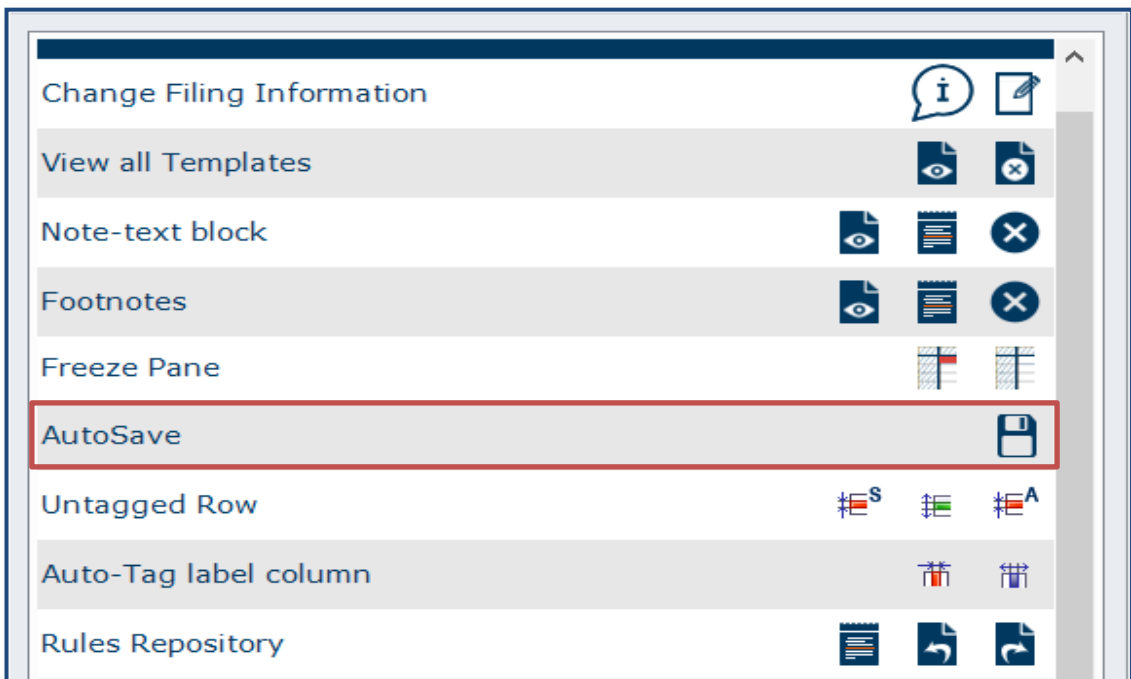 Change Filing Information
View all Templates
Note-text block
Footnotes
Freeze Pane
AutoSave
Untagged Row S A
Auto-Tag label column
Rules Repository